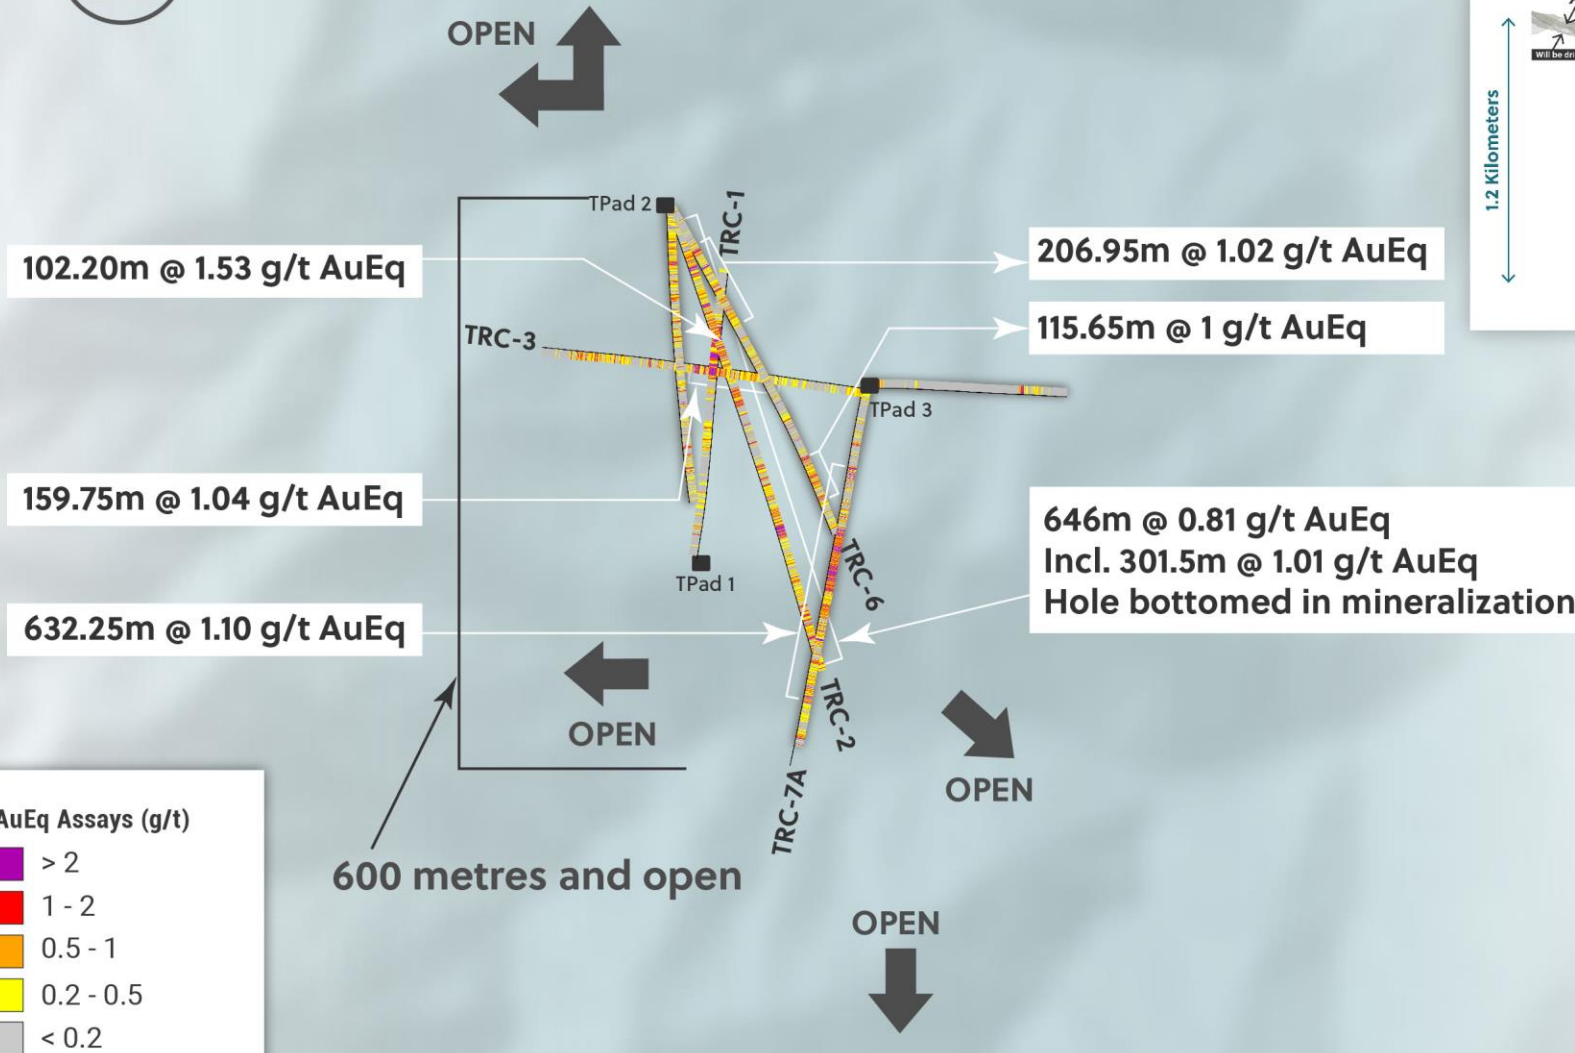 OPEN
1.2 Kilometers
TPad 2
TRC-1
102.20m @ 1.53 g/t AuEq
206.95m @ 1.02 g/t AuEq
TRC-3
115.65m @ 1 g/t AuEq
TPad 3
159.75m @ 1.04 g/t AuEq
646m @ 0.81 g/t AuEq
Incl. 301.5m @ 1.01 g/t AuEq
Hole bottomed in mineralization
TPad 1
TRC-6
632.25m @ 1.10 g/t AuEq
OPEN
TRC-2
OPEN
TRC-7A
600 metres and open
OPEN
AuEq Assays (g/t)
> 2
1 - 2
0.5 - 1
0.2 - 0.5
< 0.2